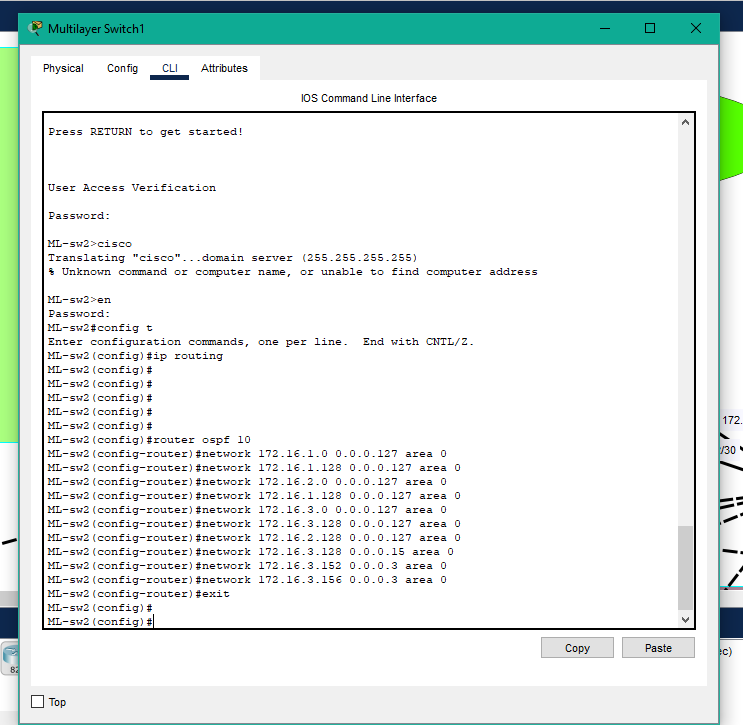 Multilayer Switch1
Physical Config CLI Attributes
IOS Command Line Interface
Press RETURN to get started!
User Access Verification
Password:
ML-sw2>cisco
Translating "cisco"...domain server (255.255.255.255)
% Unknown command or computer name, or unable to find computer address
ML-sw2>en
Password:
ML-sw2#config t
Enter configuration commands, one per line.  End with CNTL/Z.
ML-sw2(config)#ip routing
ML-sw2(config)#
ML-sw2(config)#
ML-sw2(config)#
ML-sw2(config)#
ML-sw2(config)#
ML-sw2(config)#router ospf 10
ML-sw2(config-router)#network 172.16.1.0 0.0.0.127 area 0
ML-sw2(config-router)#network 172.16.1.128 0.0.0.127 area 0
ML-sw2(config-router)#network 172.16.2.0 0.0.0.127 area 0
ML-sw2(config-router)#network 172.16.1.128 0.0.0.127 area 0
ML-sw2(config-router)#network 172.16.3.0 0.0.0.127 area 0
ML-sw2(config-router)#network 172.16.3.128 0.0.0.127 area 0
ML-sw2(config-router)#network 172.16.2.128 0.0.0.127 area 0
ML-sw2(config-router)#network 172.16.3.128 0.0.0.15 area 0
ML-sw2(config-router)#network 172.16.3.152 0.0.0.3 area 0
ML-sw2(config-router)#network 172.16.3.156 0.0.0.3 area 0
ML-sw2(config-router)#exit
ML-sw2(config)#
ML-sw2(config)#
Copy Paste
Top
172.
/30